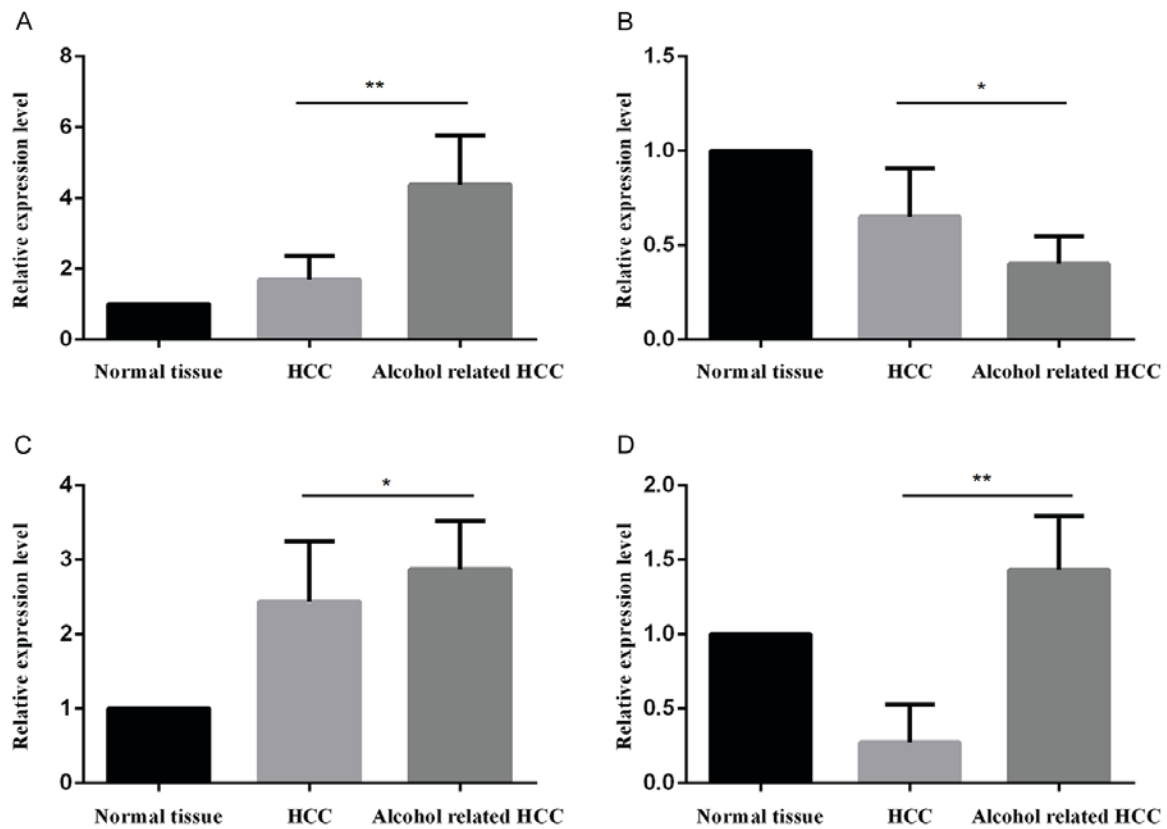 A
Relative expression level
8
6
4
2
0
**
Normal tissue
HCC
Alcohol related HCC
B
Relative expression level
1.5
1.0
0.5
0.0
*
Normal tissue
HCC
Alcohol related HCC
C
Relative expression level
4
3
2
1
0
*
Normal tissue
HCC
Alcohol related HCC
D
Relative expression level
2.0
1.5
1.0
0.5
0.0
**
Normal tissue
HCC
Alcohol related HCC